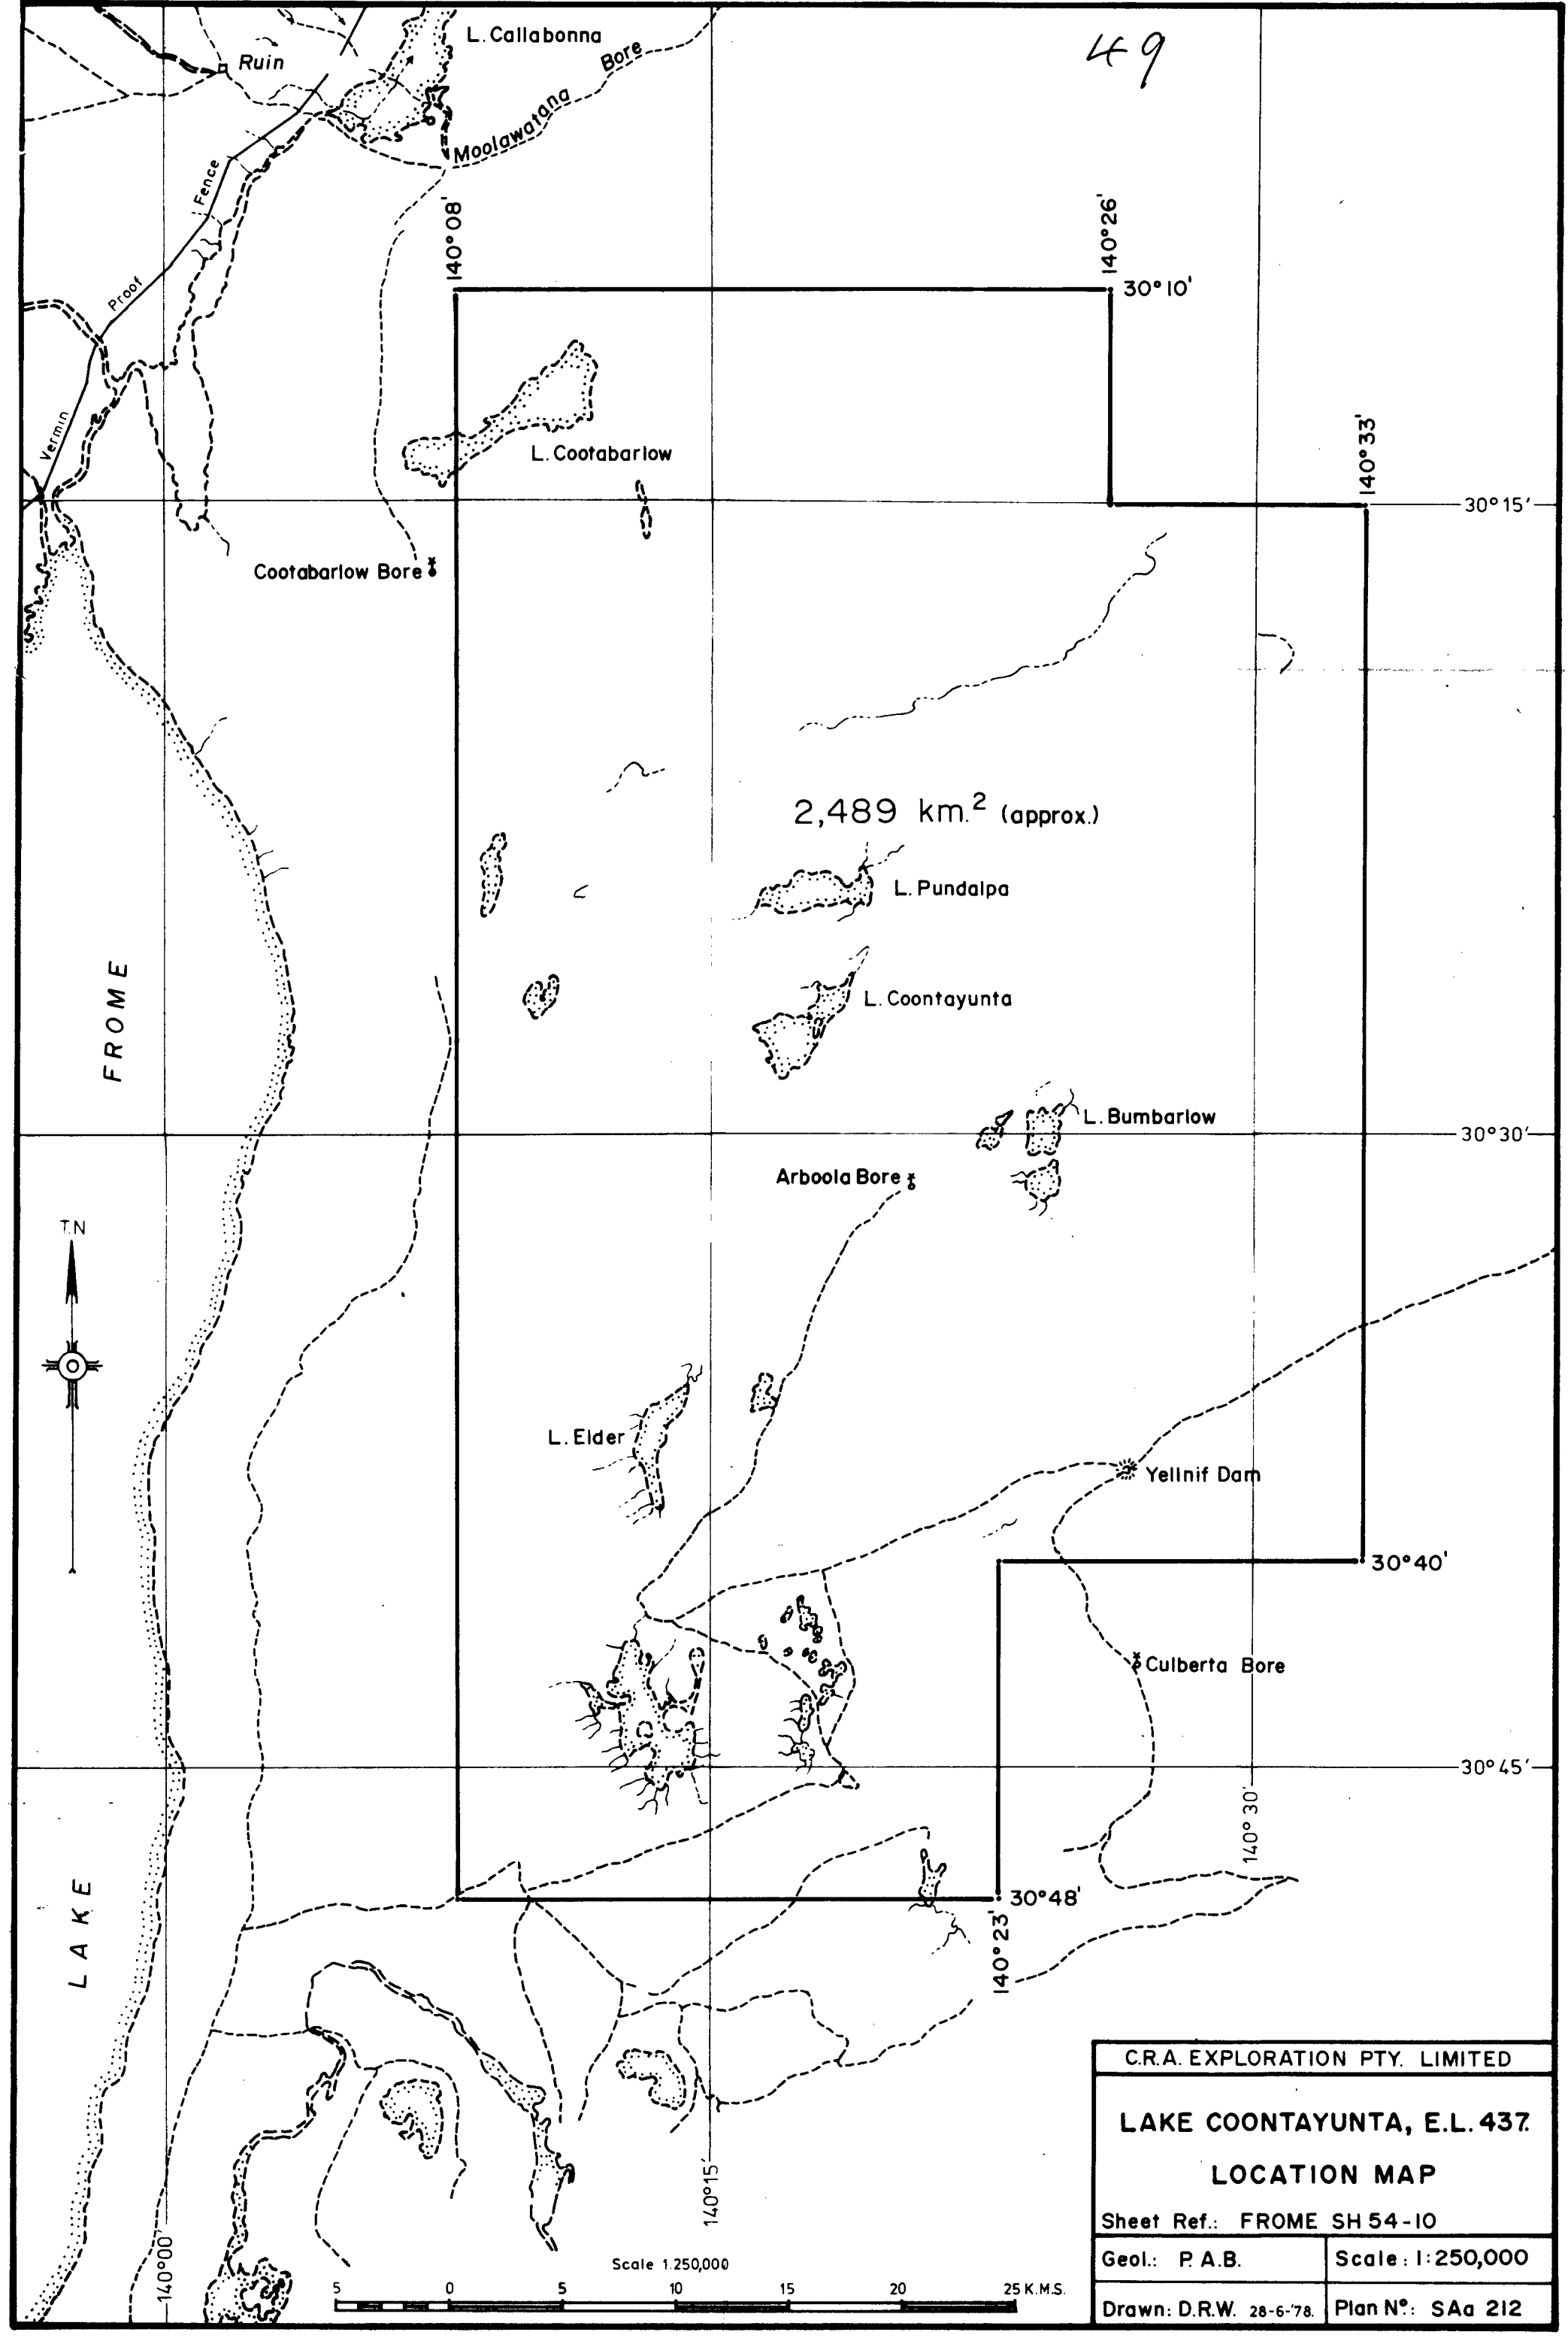 49
L. Callabonna
Ruin
Moolawatana Bore
Vermin Proof Fence
140°08'
140°26'
30°10'
140°33'
L. Cootabarlow
30°15'
Cootabarlow Bore
2,489 km.² (approx.)
L. Pundalpa
L. Coontayunta
L. Bumbarlow
30°30'
Arboola Bore
T.N
L. Elder
Yellnif Dam
30°40'
Culberta Bore
30°45'
140°30'
30°48'
140°23'
LAKE FROME
140°15'
140°00'
C.R.A. EXPLORATION PTY. LIMITED
LAKE COONTAYUNTA, E.L. 437.
LOCATION MAP
Sheet Ref.: FROME SH 54-10
Geol.: P.A.B.
Scale: 1:250,000
Drawn: D.R.W. 28-6-'78.
Plan Nº.: SAa 212
Scale 1:250,000
5 0 5 10 15 20 25 K.M.S.